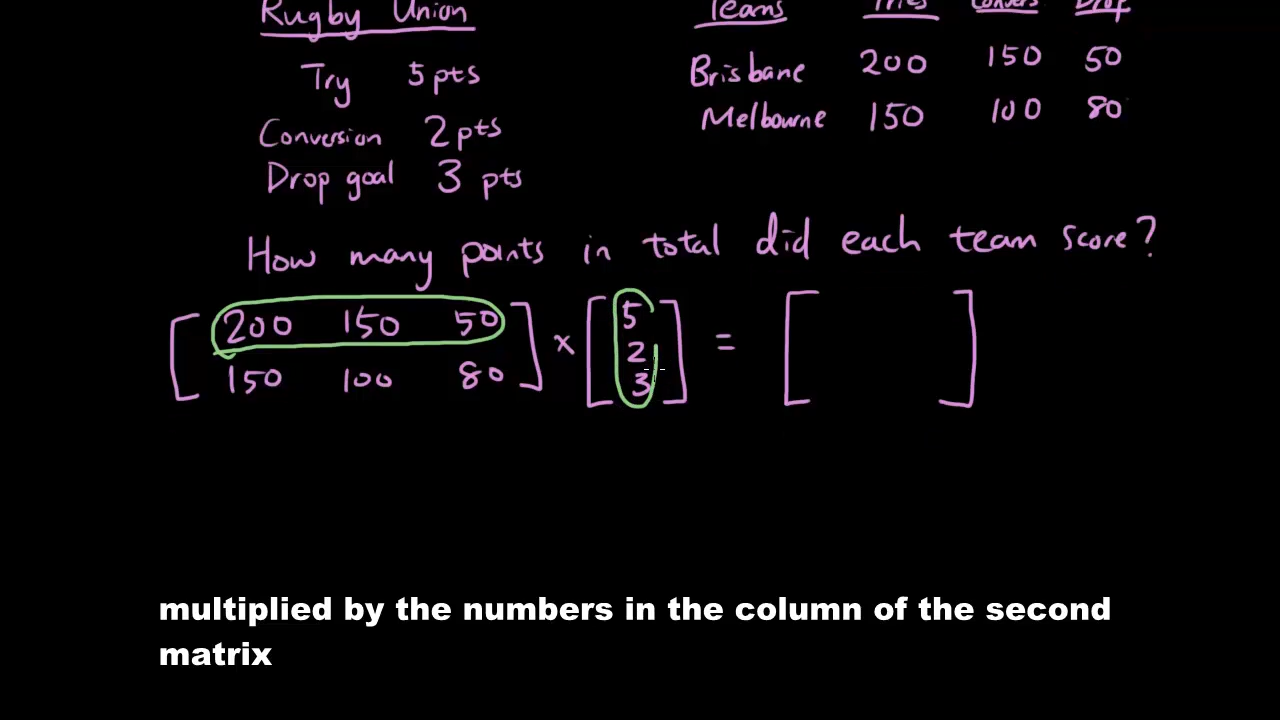 Rugby Union
Teams Tries Convers Drop
Try 5 pts
Brisbane 200 150 50
Conversion 2 pts
Melbourne 150 100 80
Drop goal 3 pts
How many points in total did each team score?
[ 200 150 50 ] × [ 5 ] = [ ]
2
150 100 80 3
multiplied by the numbers in the column of the second
matrix